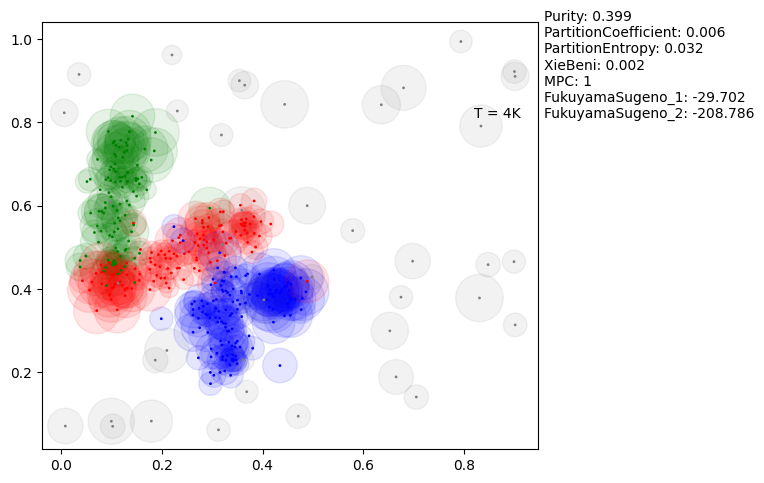 Purity: 0.399
PartitionCoefficient: 0.006
PartitionEntropy: 0.032
XieBeni: 0.002
MPC: 1
FukuyamaSugeno_1: -29.702
FukuyamaSugeno_2: -208.786
T = 4K
1.0
0.8
0.6
0.4
0.2
0.0
0.2
0.4
0.6
0.8